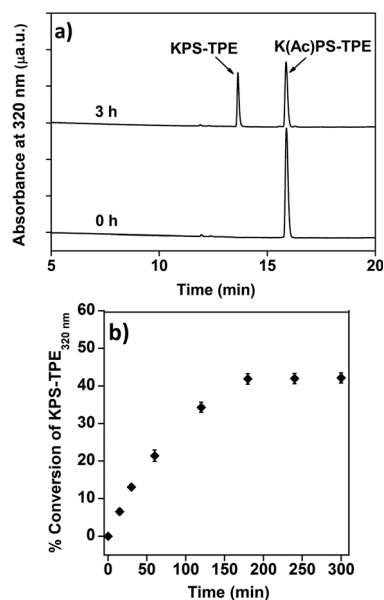 a)
KPS-TPE
K(Ac)PS-TPE
3 h
0 h
Absorbance at 320 nm (µa.u.)
5 10 15 20
Time (min)
b)
60
50
40
30
20
10
0
% Conversion of KPS-TPE320 nm
0 50 100 150 200 250 300
Time (min)